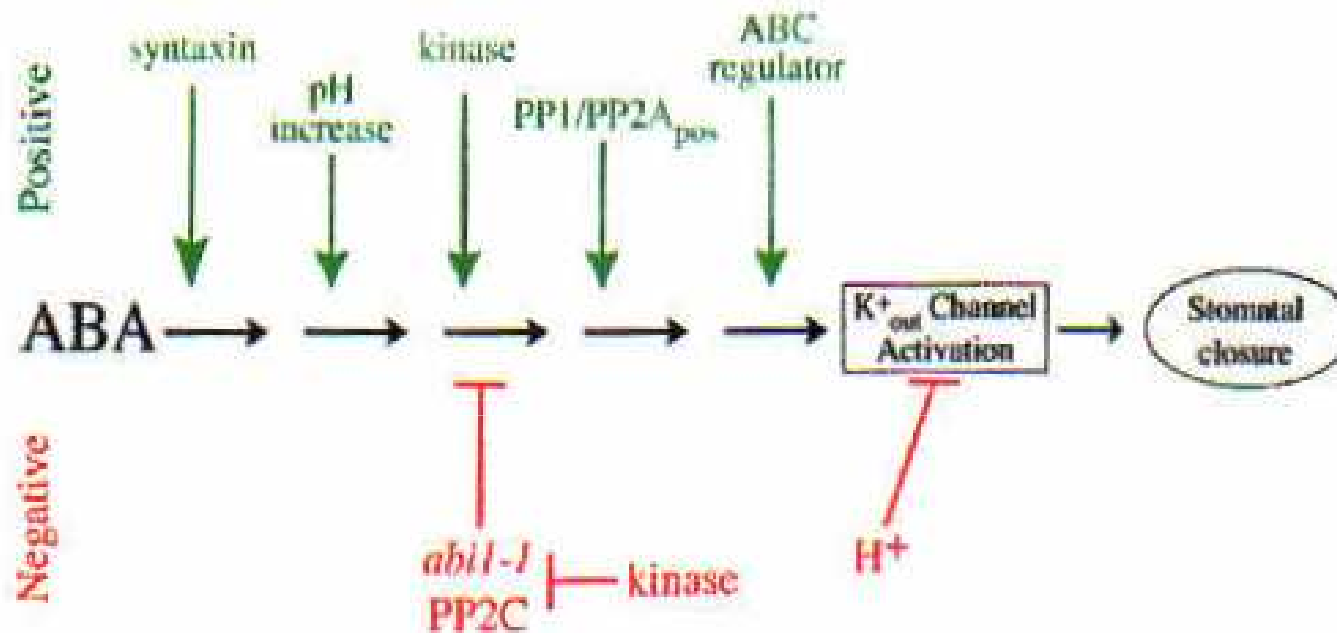 Positive
syntaxin
pH
increase
kinase
PP1/PP2Apos
ABC
regulator
ABA
K+out Channel
Activation
Stomatal
closure
Negative
abi1-1
PP2C
kinase
H+